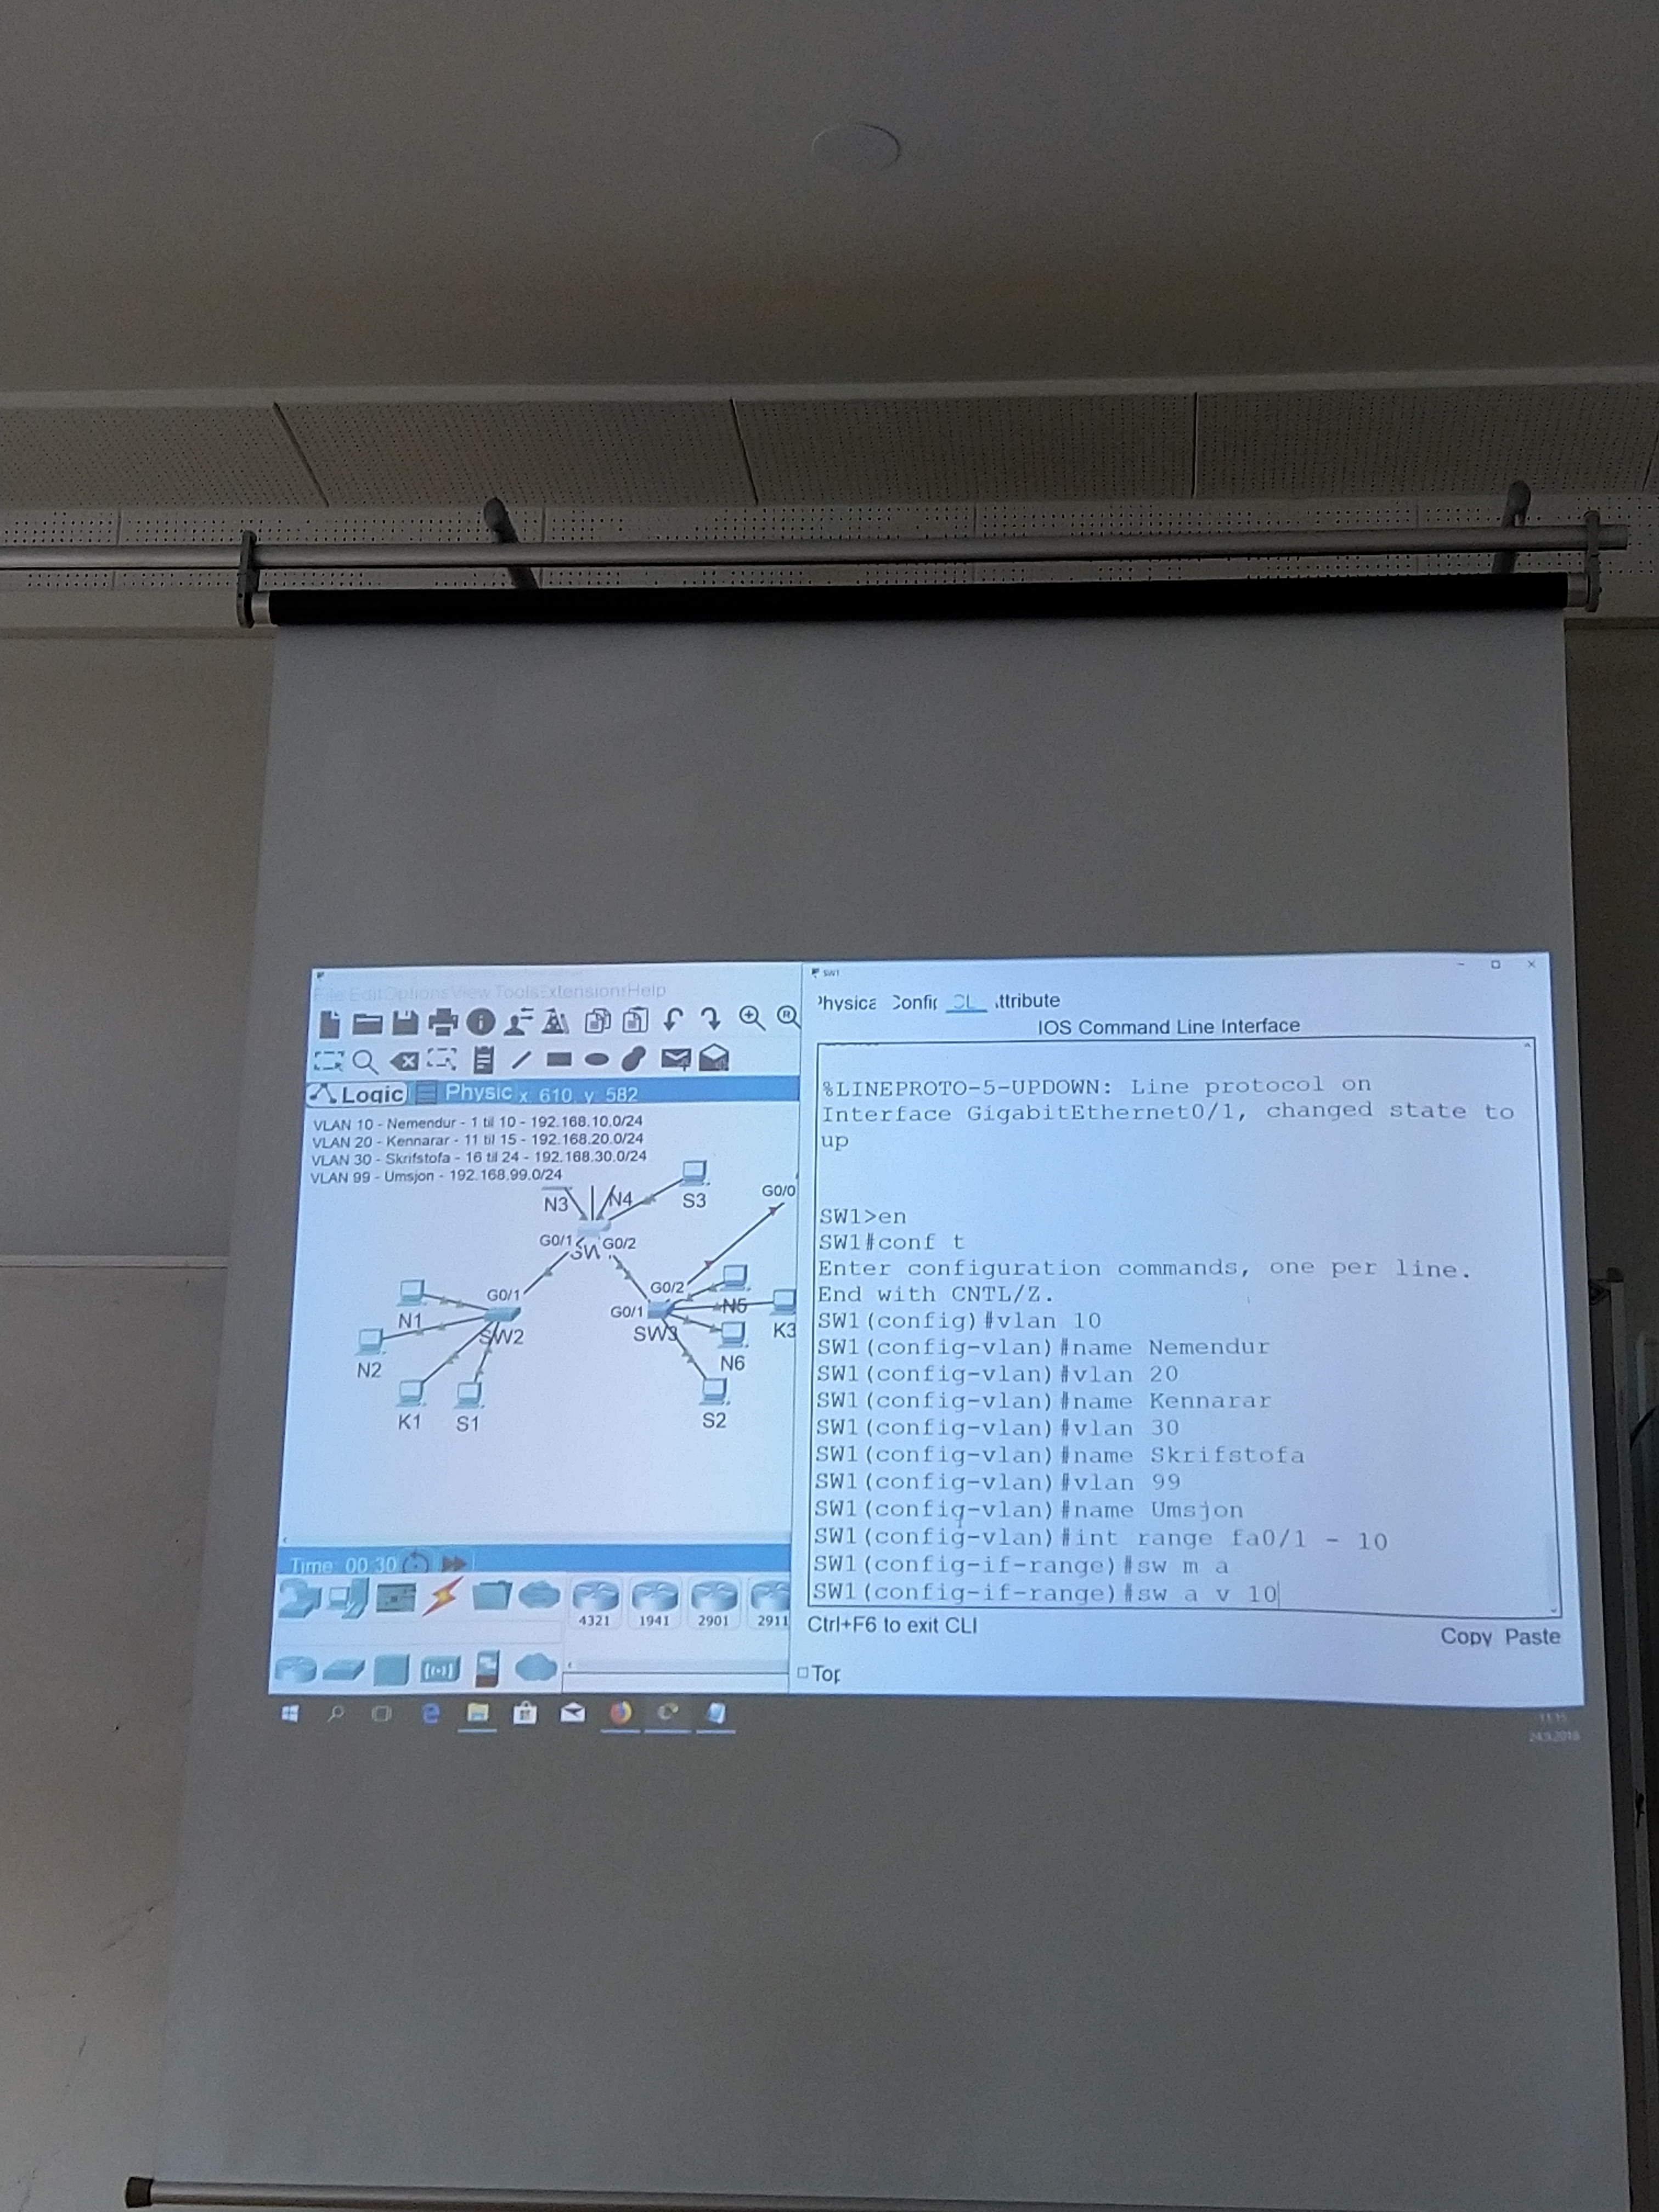 File Edit Options View Tools Extensions Help
Logic Physic x: 610, y: 582
VLAN 10 - Nemendur - 1 til 10 - 192.168.10.0/24
VLAN 20 - Kennarar - 11 til 15 - 192.168.20.0/24
VLAN 30 - Skrifstofa - 16 til 24 - 192.168.30.0/24
VLAN 99 - Umsjon - 192.168.99.0/24
N3 N4 S3 G0/0
G0/1 SW G0/2
G0/1 G0/2
N1 SW2 G0/1 SW3 N5 K3
N2 N6
K1 S1 S2
Time: 00:30
4321 1941 2901 2911
SW1
Physica Config CL Attribute
IOS Command Line Interface
%LINEPROTO-5-UPDOWN: Line protocol on
Interface GigabitEthernet0/1, changed state to
up
SW1>en
SW1#conf t
Enter configuration commands, one per line.
End with CNTL/Z.
SW1(config)#vlan 10
SW1(config-vlan)#name Nemendur
SW1(config-vlan)#vlan 20
SW1(config-vlan)#name Kennarar
SW1(config-vlan)#vlan 30
SW1(config-vlan)#name Skrifstofa
SW1(config-vlan)#vlan 99
SW1(config-vlan)#name Umsjon
SW1(config-vlan)#int range fa0/1 - 10
SW1(config-if-range)#sw m a
SW1(config-if-range)#sw a v 10
Ctrl+F6 to exit CLI
Copy Paste
Top